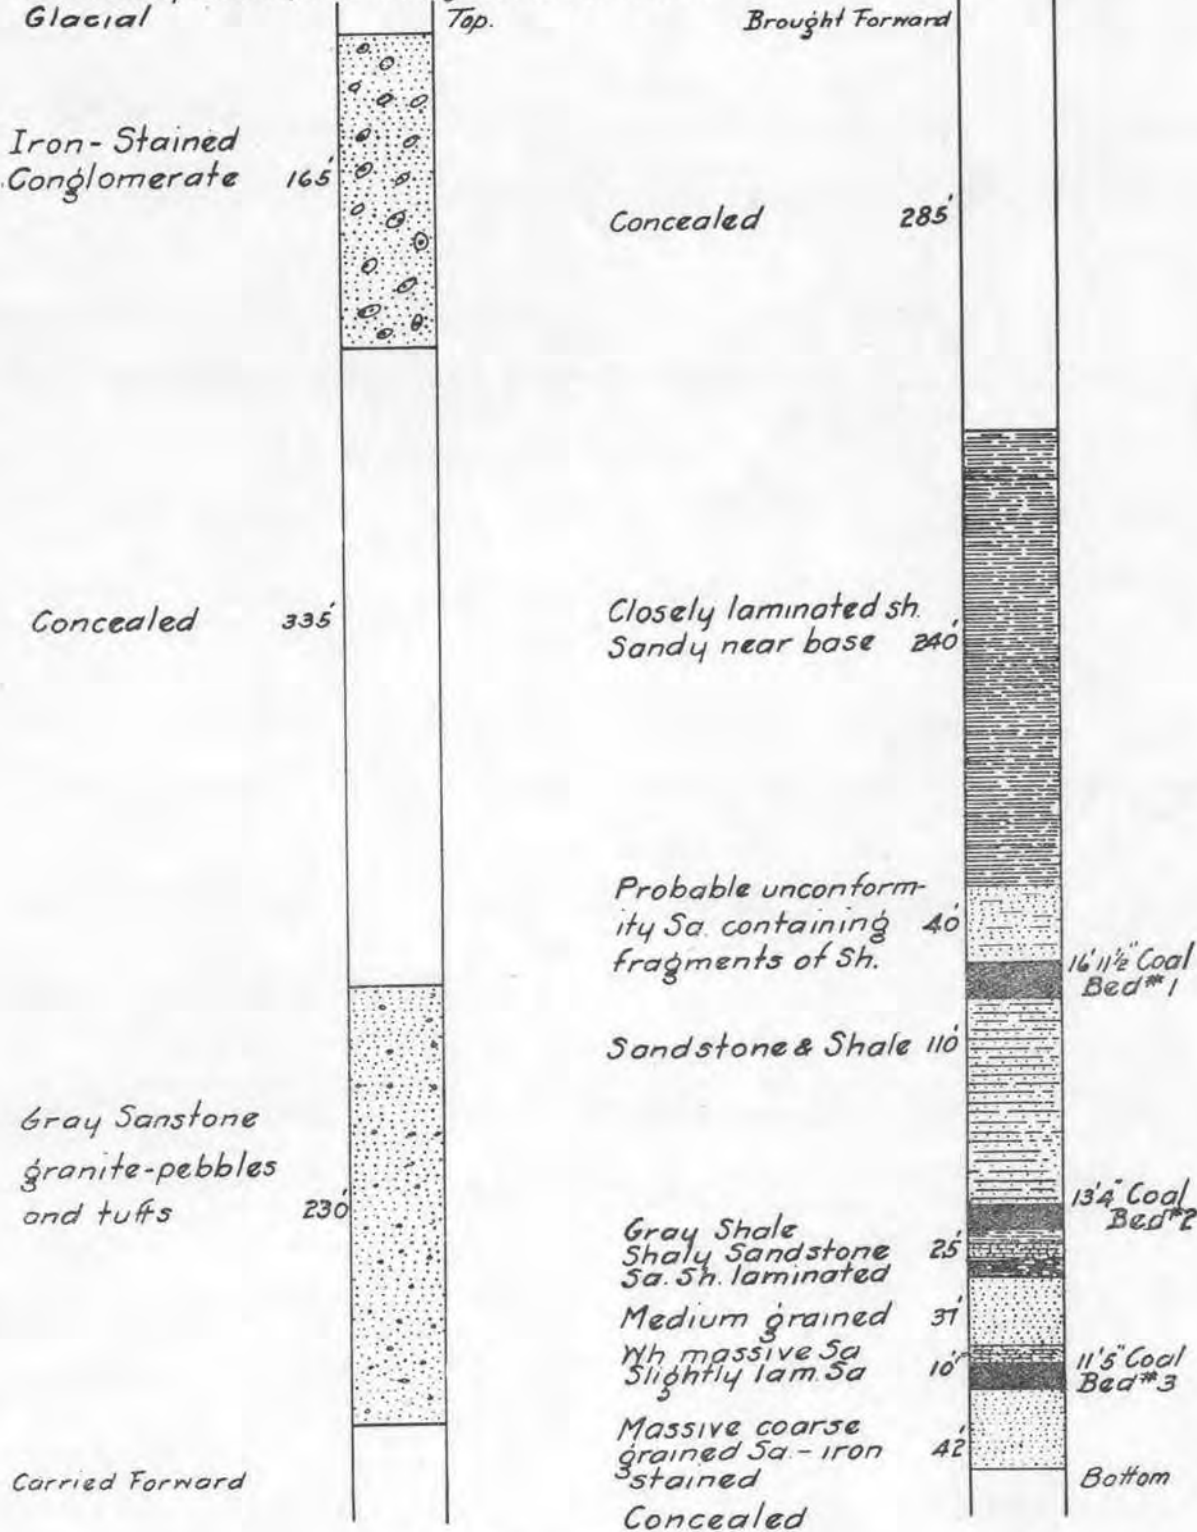 Glacial
Top.
Iron-Stained
Conglomerate 165'
Concealed 335'
Gray Sanstone
granite-pebbles
and tuffs 230'
Carried Forward
Brought Forward
Concealed 285'
Closely laminated sh.
Sandy near base 240'
Probable unconform-
ity Sa. containing 40'
fragments of Sh.
16' 11½" Coal
Bed #1
Sandstone & Shale 110'
13'4" Coal
Bed #2
Gray Shale
Shaly Sandstone 25'
Sa. Sh. laminated
Medium grained 37'
Wh massive Sa
Slightly lam. Sa 10'
11'5" Coal
Bed #3
Massive coarse
grained Sa. - iron 42'
stained
Bottom
Concealed